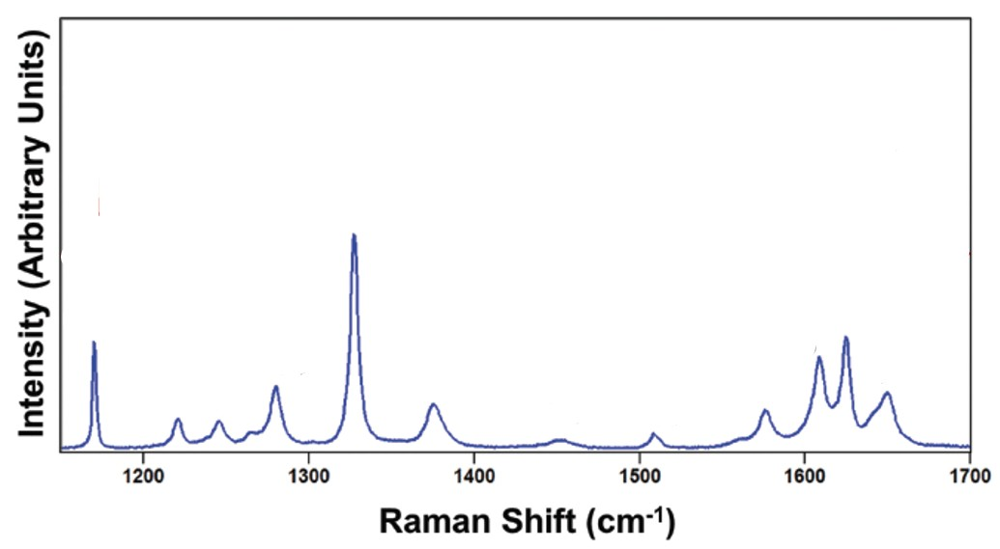 Intensity (Arbitrary Units)
1200 1300 1400 1500 1600 1700
Raman Shift (cm-1)